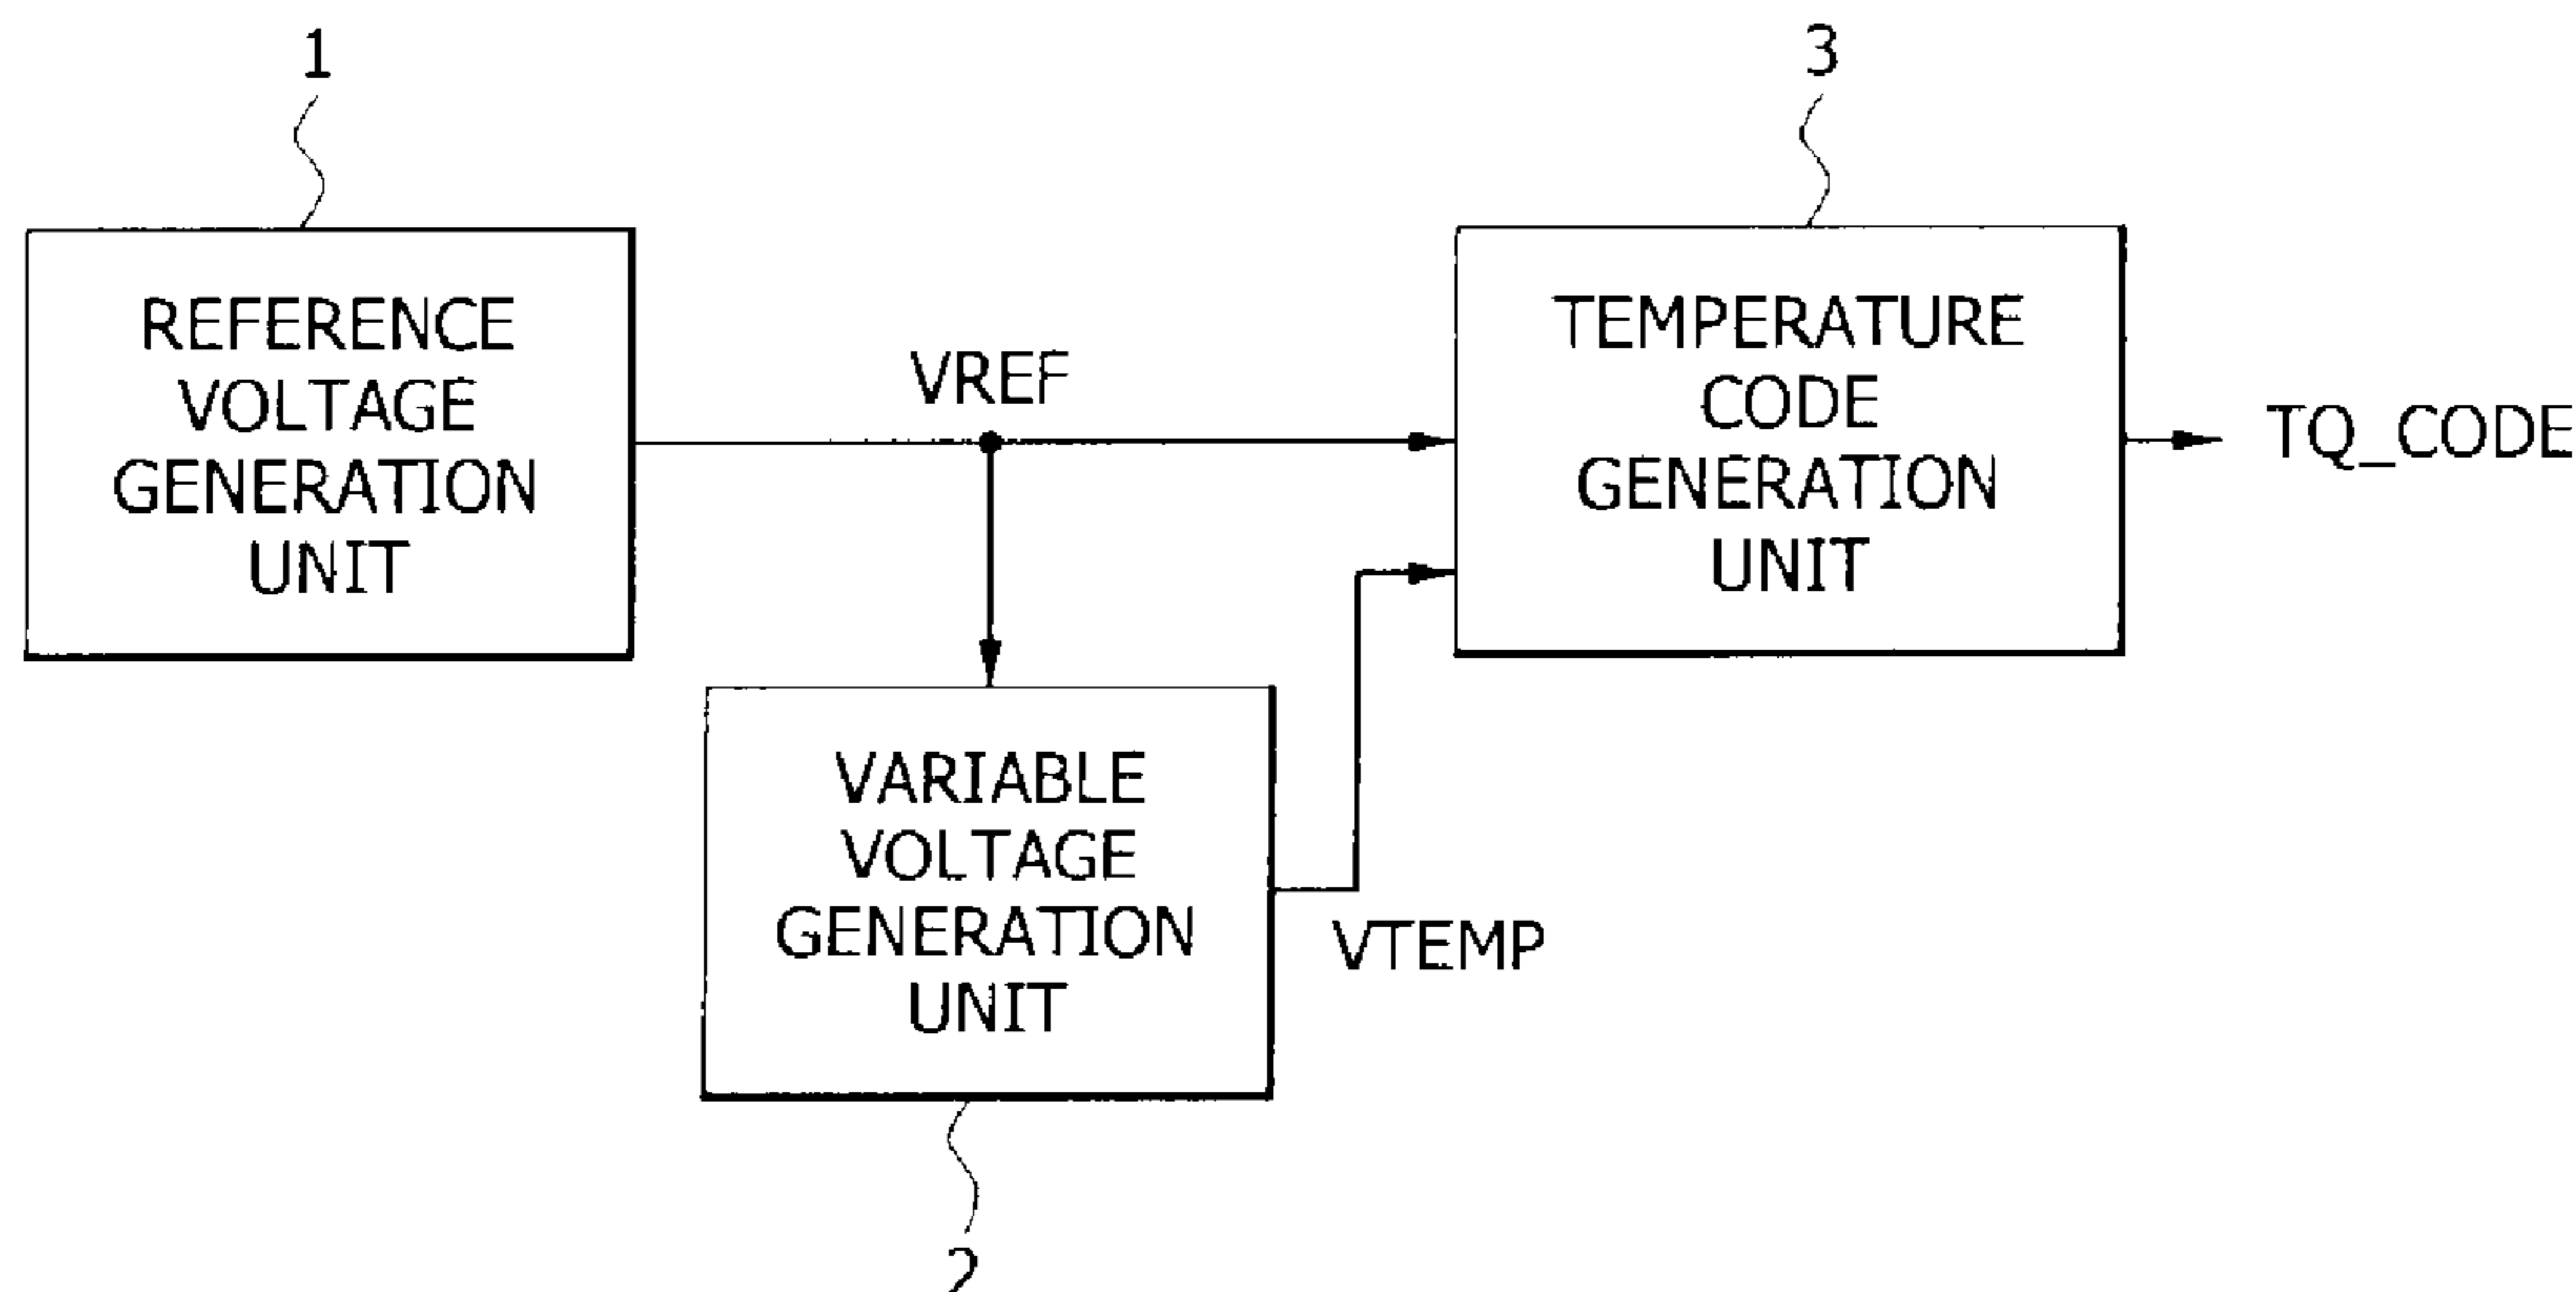 1
3
REFERENCE
VOLTAGE
GENERATION
UNIT
VREF
TEMPERATURE
CODE
GENERATION
UNIT
TQ_CODE
VARIABLE
VOLTAGE
GENERATION
UNIT
VTEMP
2